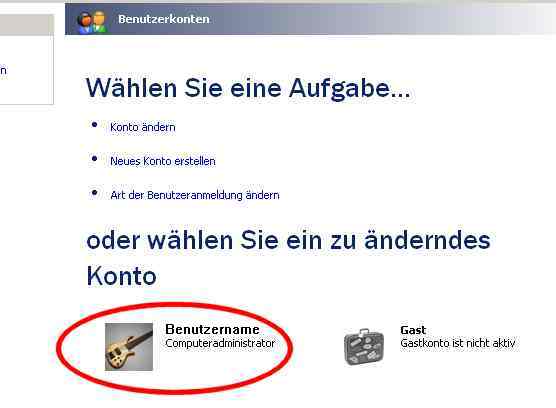 Benutzerkonten
n
Wählen Sie eine Aufgabe...
Konto ändern
Neues Konto erstellen
Art der Benutzeranmeldung ändern
oder wählen Sie ein zu änderndes
Konto
Benutzername
Computeradministrator
Gast
Gastkonto ist nicht aktiv